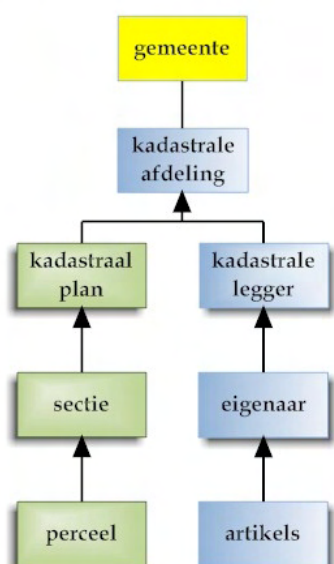 gemeente
kadastrale
afdeling
kadastraal
plan
kadastrale
legger
sectie
eigenaar
perceel
artikels